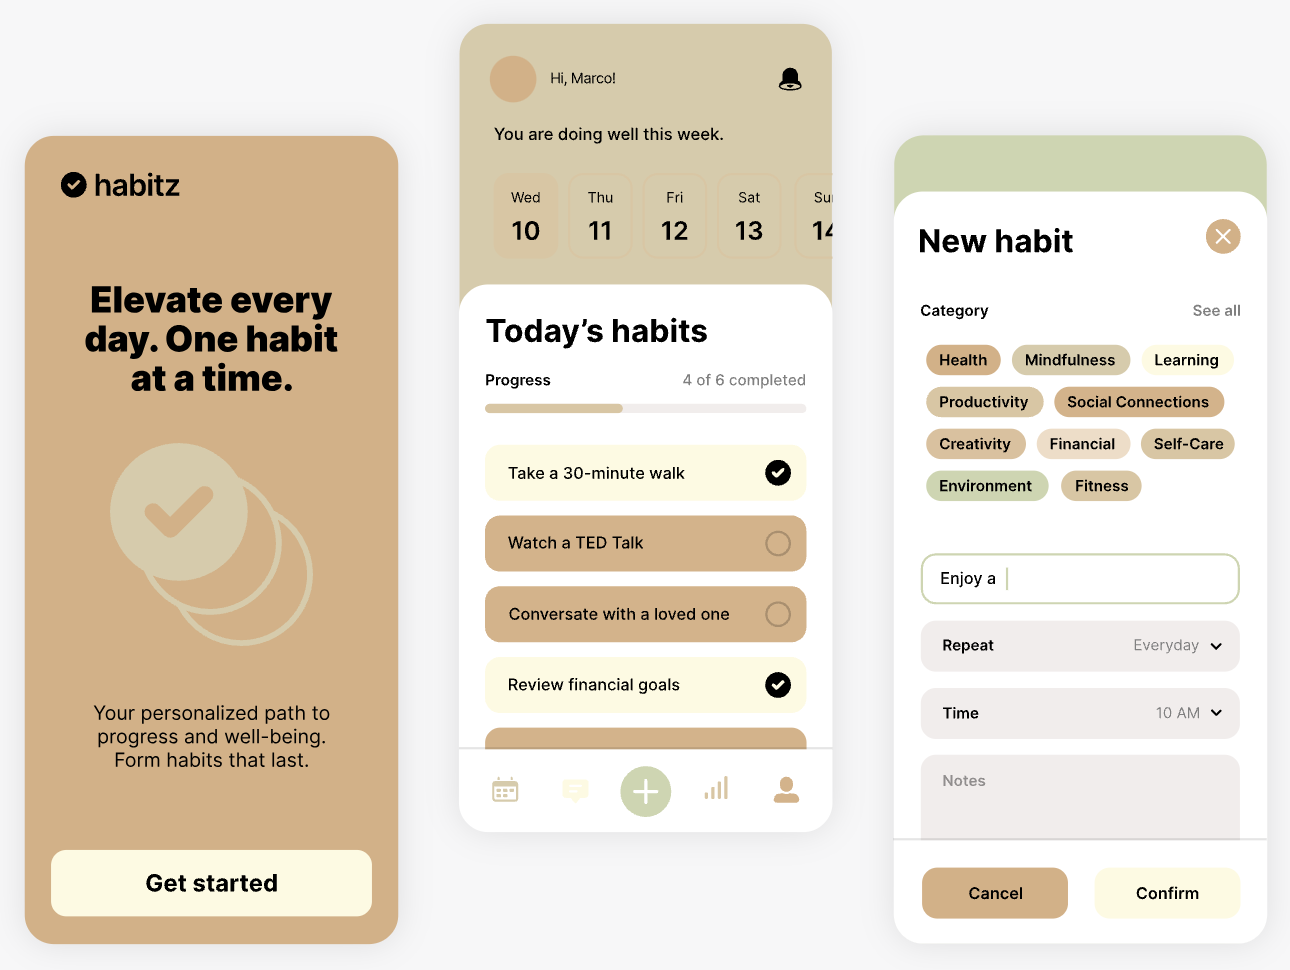 habitz
Elevate every
day. One habit
at a time.
Your personalized path to
progress and well-being.
Form habits that last.
Get started
Hi, Marco!
You are doing well this week.
Wed Thu Fri Sat Sun
10 11 12 13 14
Today’s habits
Progress 4 of 6 completed
Take a 30-minute walk
Watch a TED Talk
Conversate with a loved one
Review financial goals
New habit
Category See all
Health Mindfulness Learning
Productivity Social Connections
Creativity Financial Self-Care
Environment Fitness
Enjoy a
Repeat Everyday
Time 10 AM
Notes
Cancel Confirm